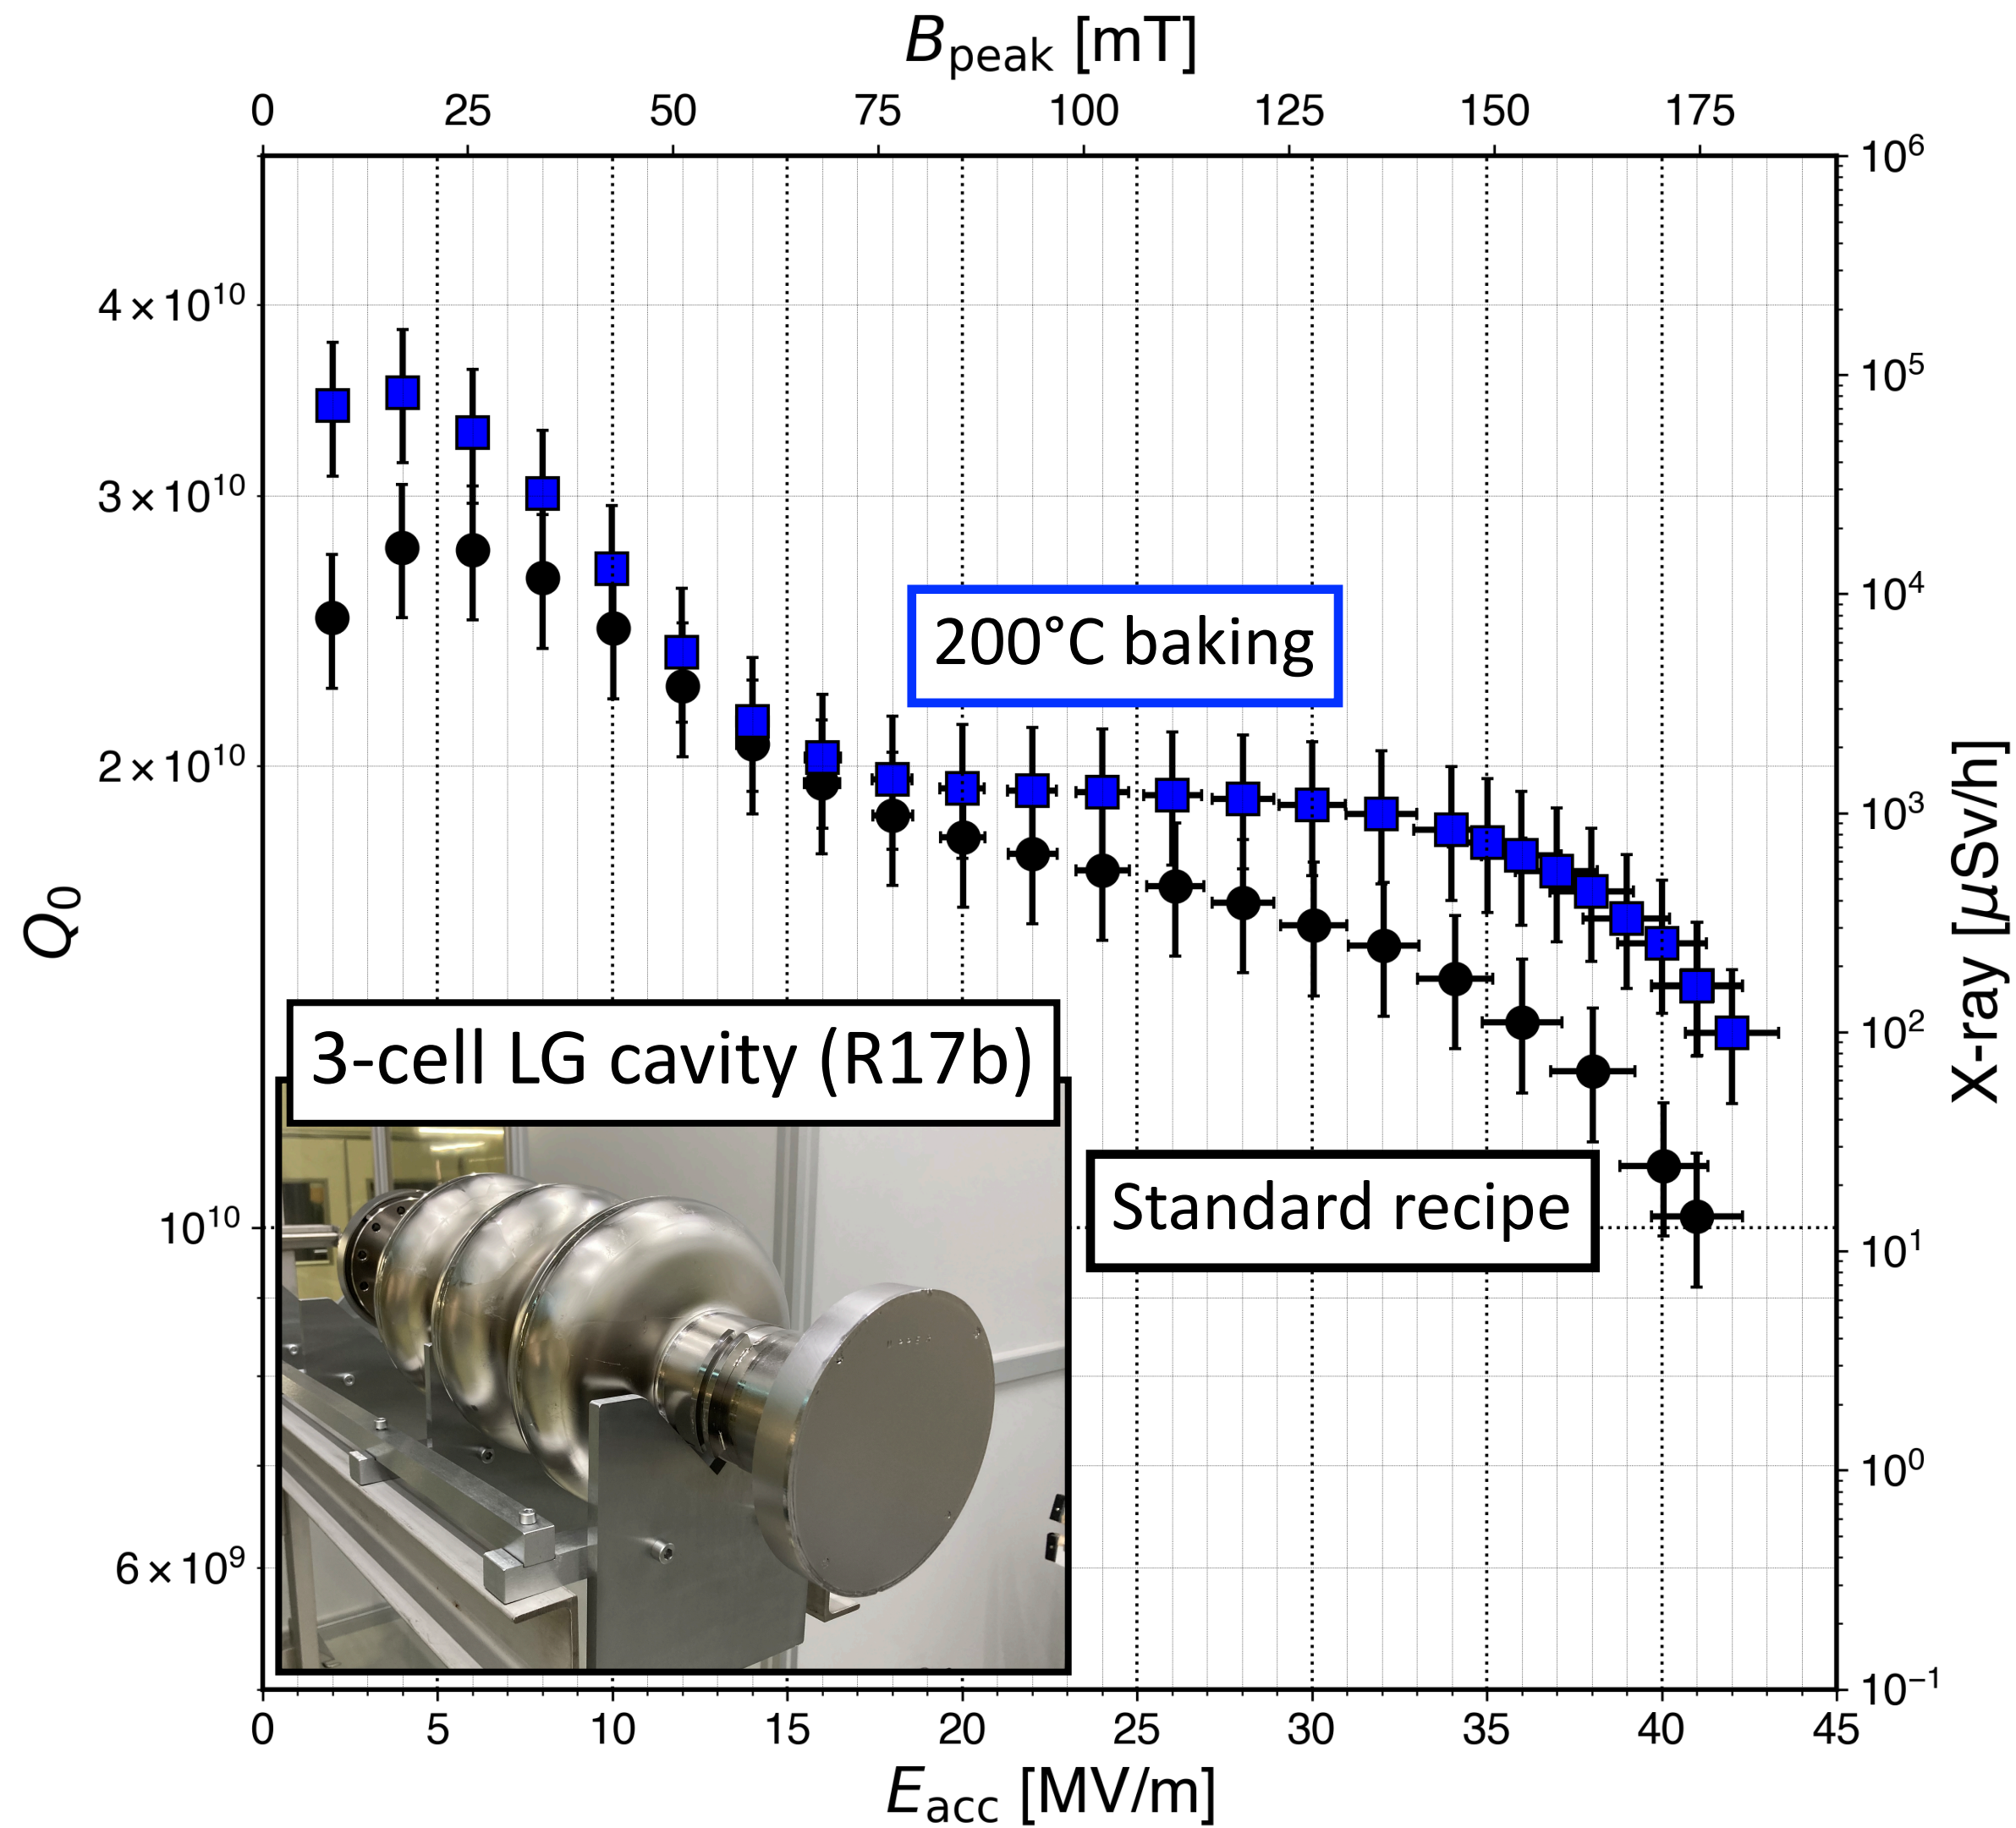 B_peak [mT]
0 25 50 75 100 125 150 175
10⁶
4×10¹⁰
10⁵
3×10¹⁰
10⁴
200°C baking
2×10¹⁰
10³
Q₀
X-ray [μSv/h]
3-cell LG cavity (R17b)
10²
Standard recipe
10¹⁰
10¹
10⁰
6×10⁹
10⁻¹
0 5 10 15 20 25 30 35 40 45
E_acc [MV/m]